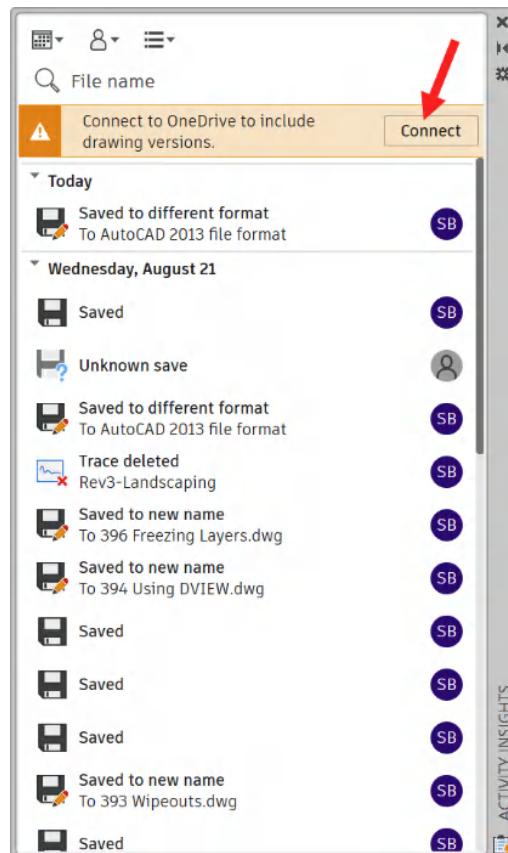 File name
Connect to OneDrive to include
drawing versions.
Connect
Today
Saved to different format
To AutoCAD 2013 file format
SB
Wednesday, August 21
Saved
SB
Unknown save
Saved to different format
To AutoCAD 2013 file format
SB
Trace deleted
Rev3-Landscaping
SB
Saved to new name
To 396 Freezing Layers.dwg
SB
Saved to new name
To 394 Using DVIEW.dwg
SB
Saved
SB
Saved
SB
Saved
SB
Saved to new name
To 393 Wipeouts.dwg
SB
Saved
SB
ACTIVITY INSIGHTS